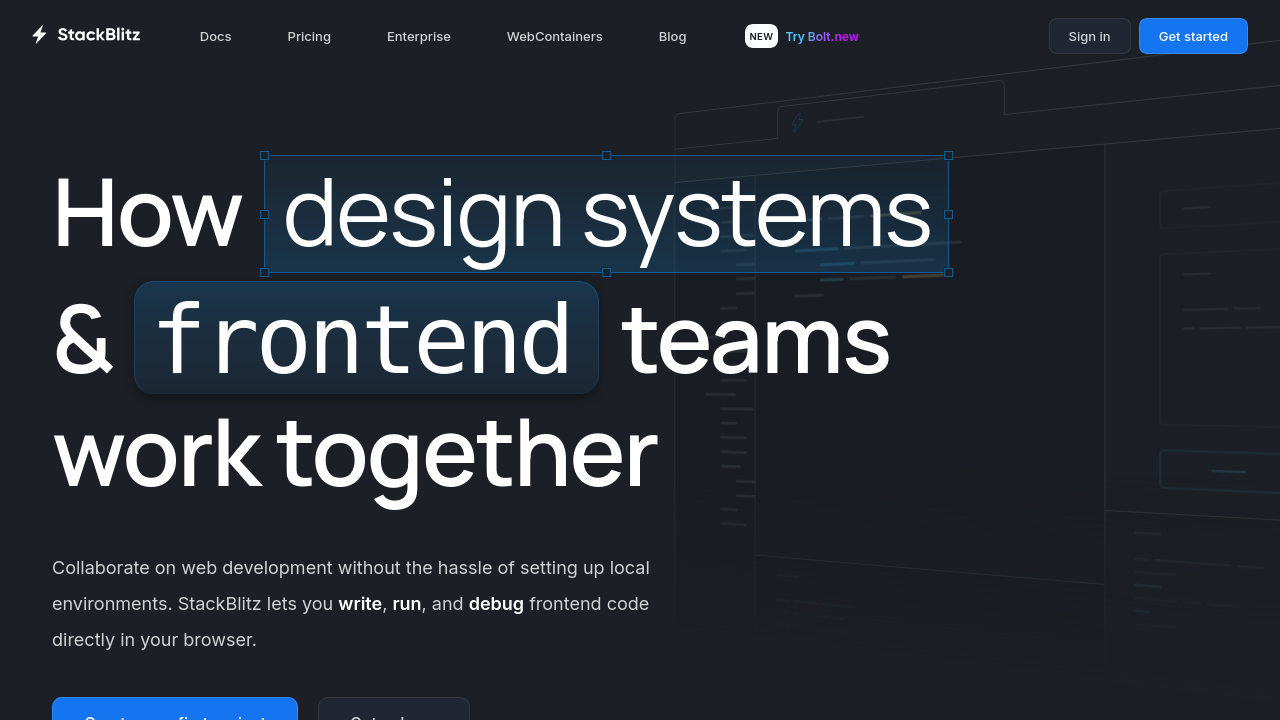 StackBlitz
Docs
Pricing
Enterprise
WebContainers
Blog
NEW Try Bolt.new
Sign in
Get started
How design systems
& frontend teams
work together
Collaborate on web development without the hassle of setting up local
environments. StackBlitz lets you write, run, and debug frontend code
directly in your browser.